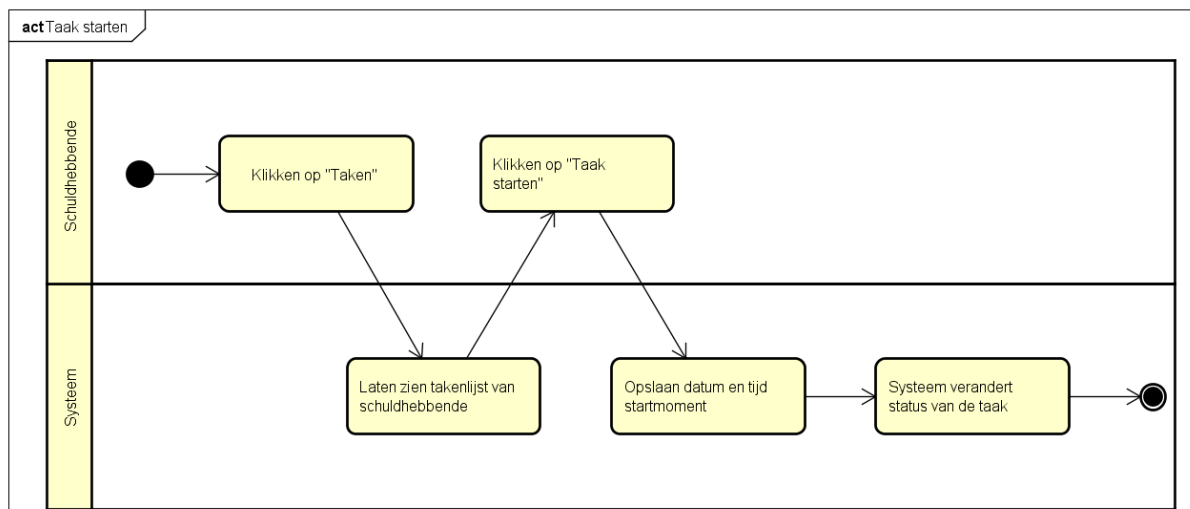 act Taak starten
Schuldhebbende
Klikken op "Taken"
Klikken op "Taak
starten"
Systeem
Laten zien takenlijst van
schuldhebbende
Opslaan datum en tijd
startmoment
Systeem verandert
status van de taak